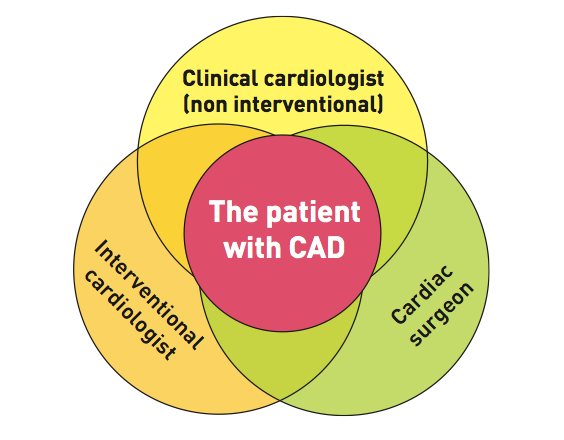 Clinical cardiologist
(non interventional)
The patient
with CAD
Interventional
cardiologist
Cardiac
surgeon